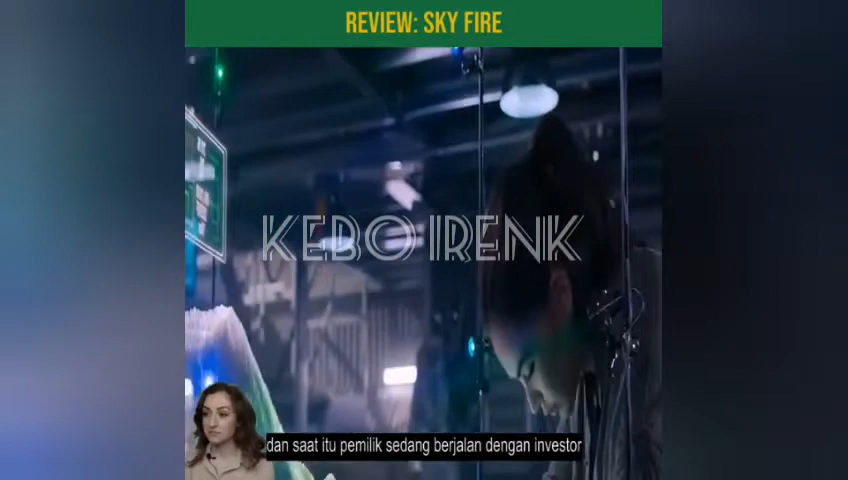 REVIEW: SKY FIRE
KEBO IRENK
dan saat itu pemilik sedang berjalan dengan investor